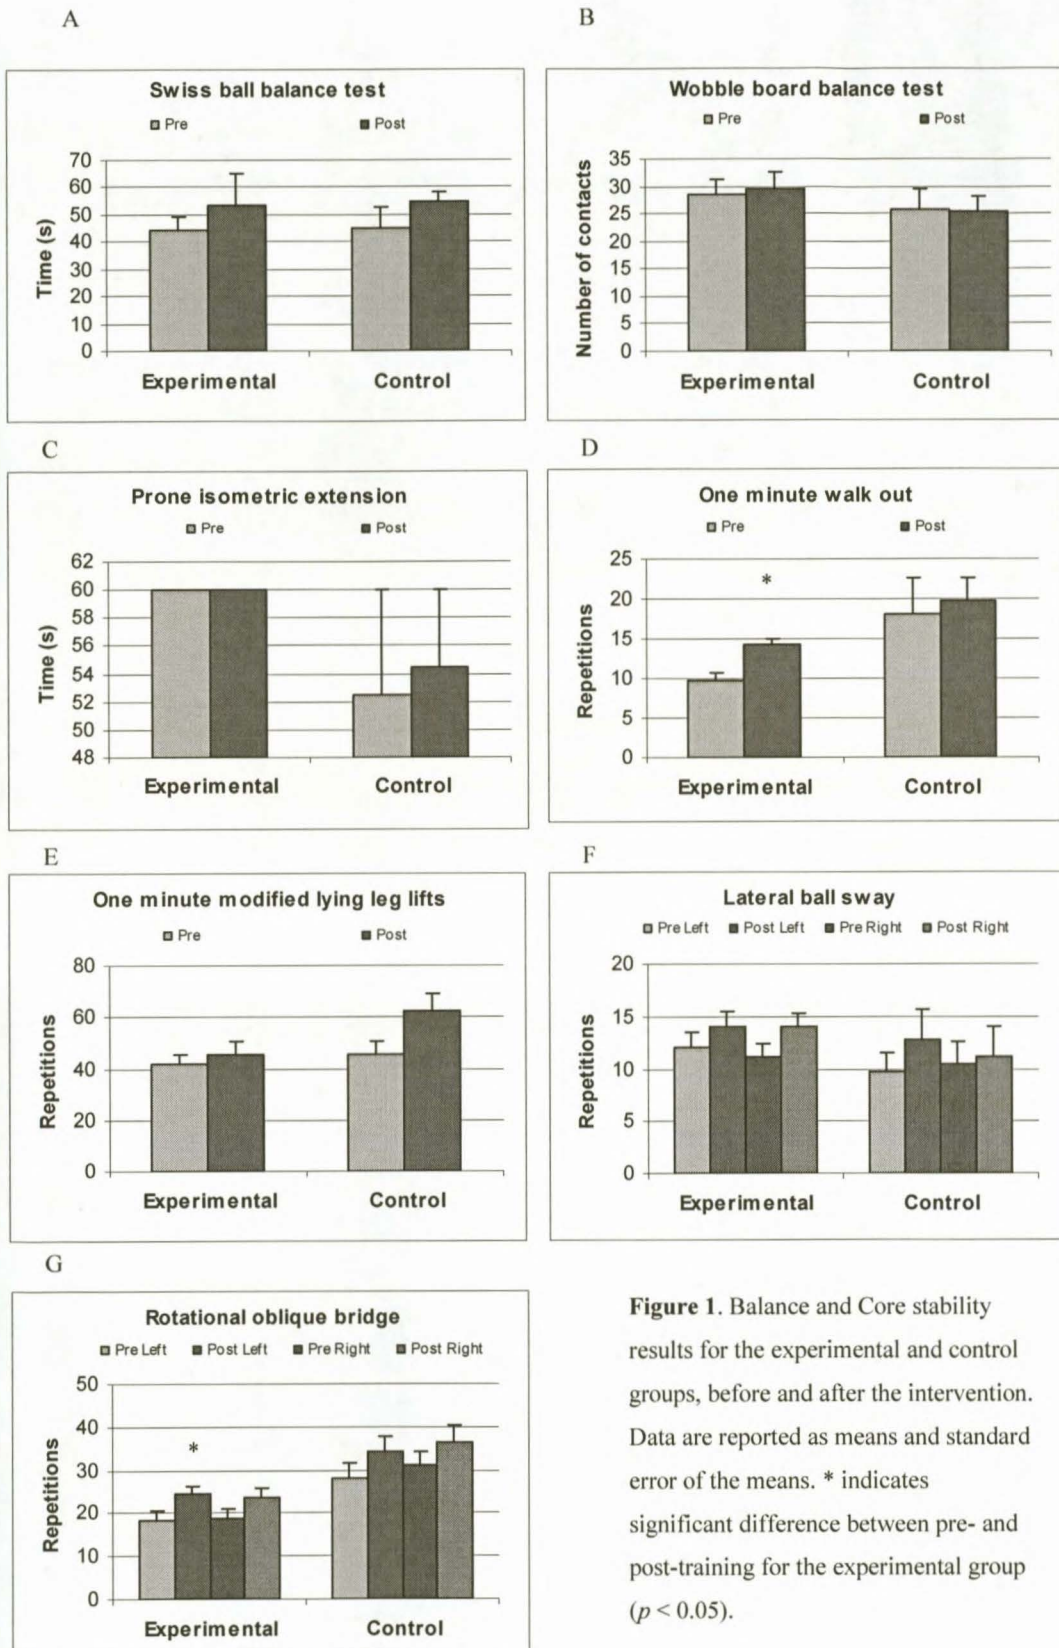 A
Swiss ball balance test
Pre Post
Time (s)
70
60
50
40
30
20
10
0
Experimental Control
B
Wobble board balance test
Pre Post
Number of contacts
35
30
25
20
15
10
5
0
Experimental Control
C
Prone isometric extension
Pre Post
Time (s)
62
60
58
56
54
52
50
48
Experimental Control
D
One minute walk out
Pre Post
Repetitions
25
20
15
10
5
0
*
Experimental Control
E
One minute modified lying leg lifts
Pre Post
Repetitions
80
60
40
20
0
Experimental Control
F
Lateral ball sway
Pre Left Post Left Pre Right Post Right
Repetitions
20
15
10
5
0
Experimental Control
G
Rotational oblique bridge
Pre Left Post Left Pre Right Post Right
Repetitions
50
40
30
20
10
0
*
Experimental Control
Figure 1. Balance and Core stability
results for the experimental and control
groups, before and after the intervention.
Data are reported as means and standard
error of the means. * indicates
significant difference between pre- and
post-training for the experimental group
(p < 0.05).